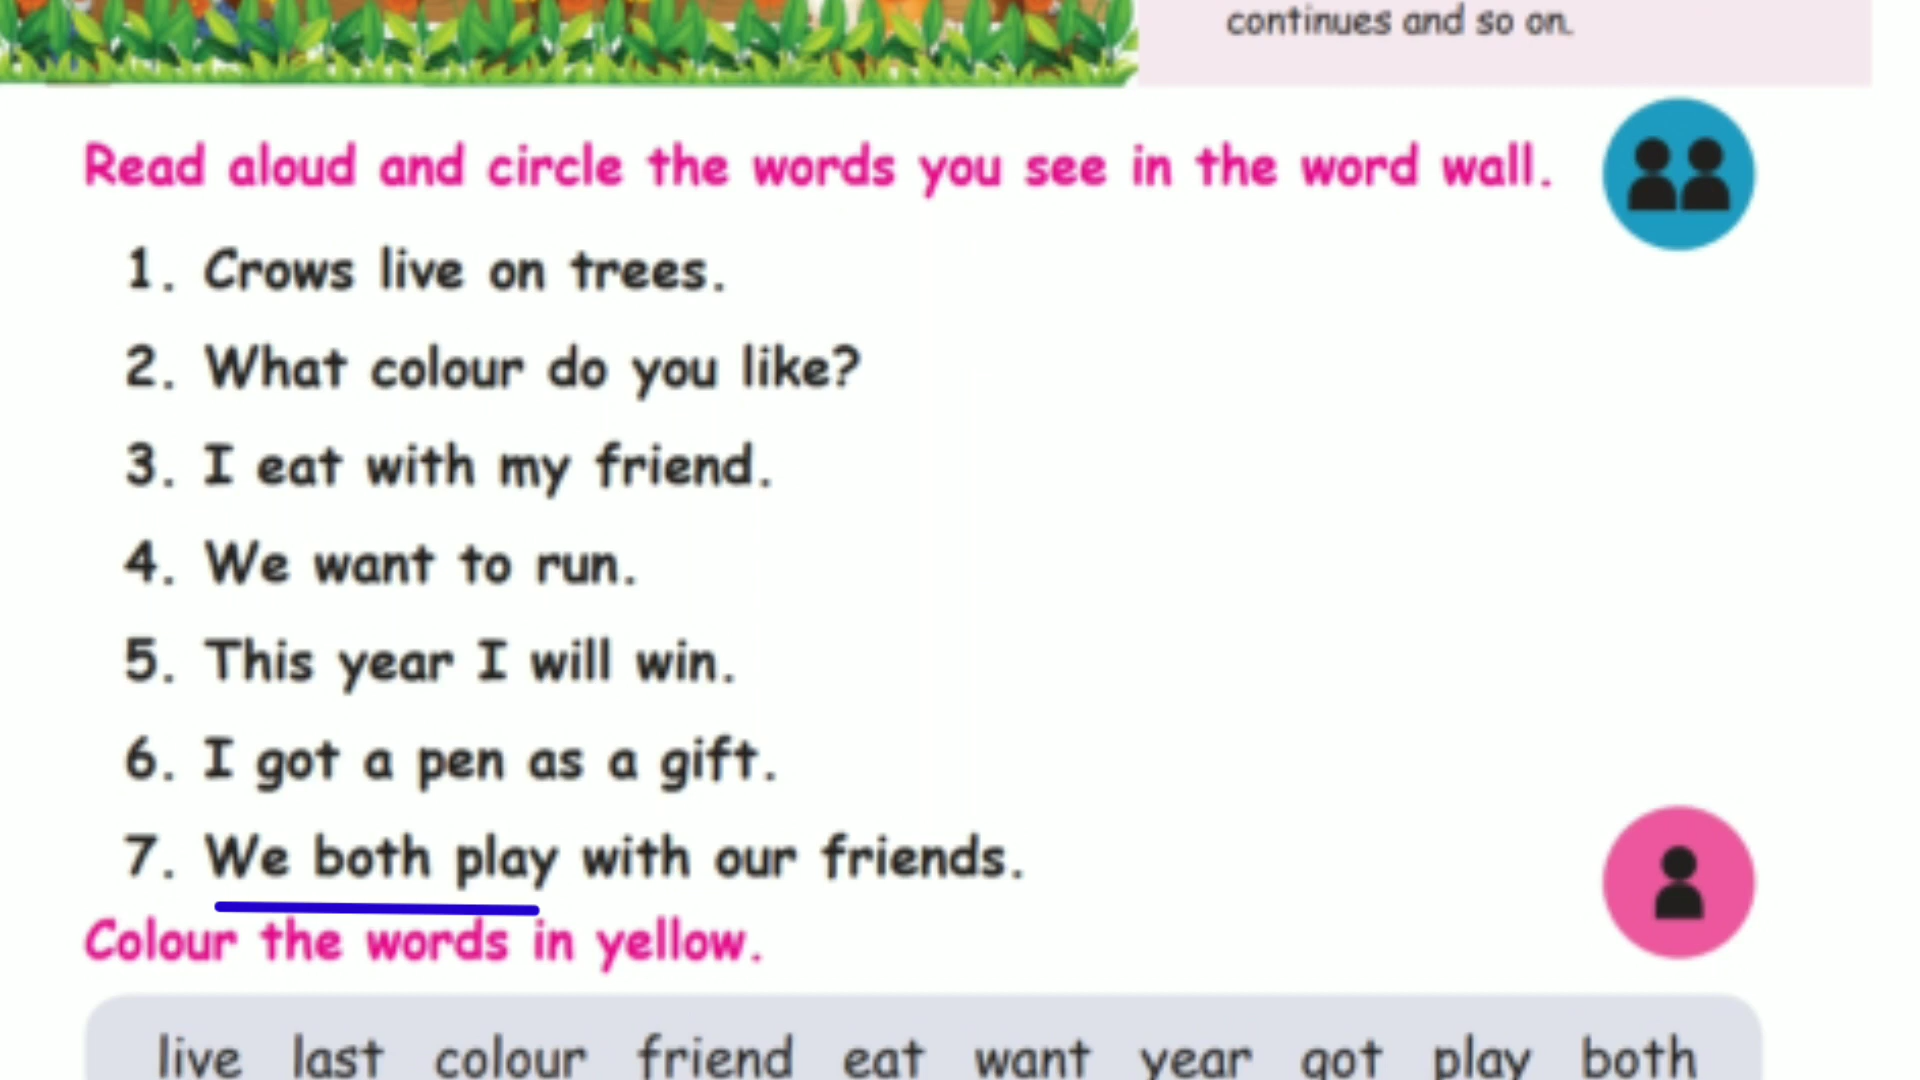 continues and so on.
Read aloud and circle the words you see in the word wall.
1. Crows live on trees.
2. What colour do you like?
3. I eat with my friend.
4. We want to run.
5. This year I will win.
6. I got a pen as a gift.
7. We both play with our friends.
Colour the words in yellow.
live last colour friend eat want year got play both